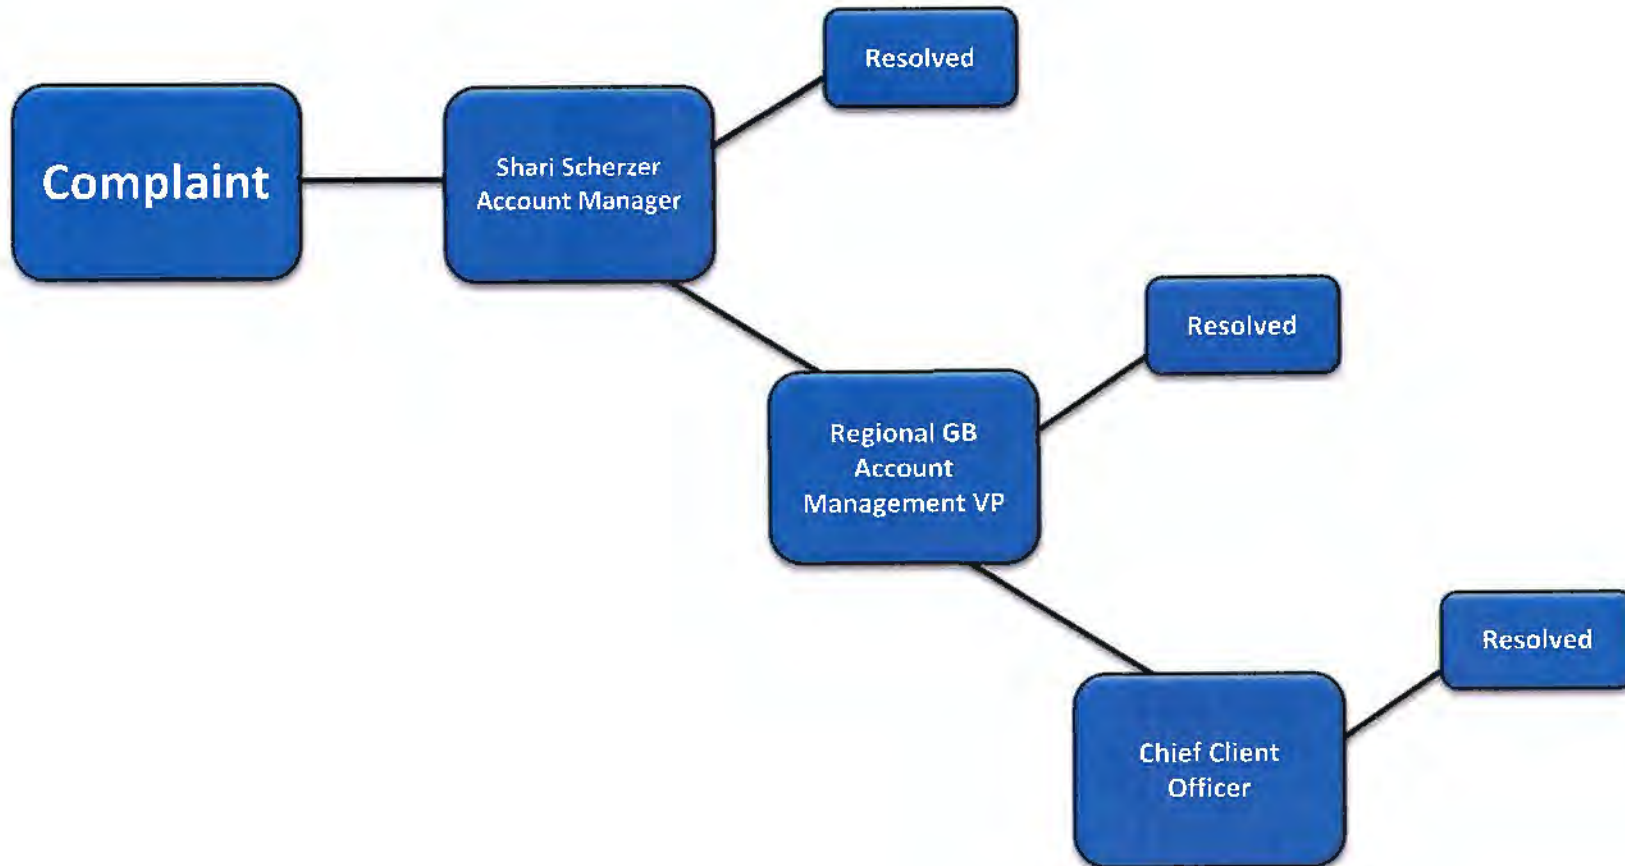 Resolved
Complaint
Shari Scherzer
Account Manager
Resolved
Regional GB
Account
Management VP
Resolved
Chief Client
Officer